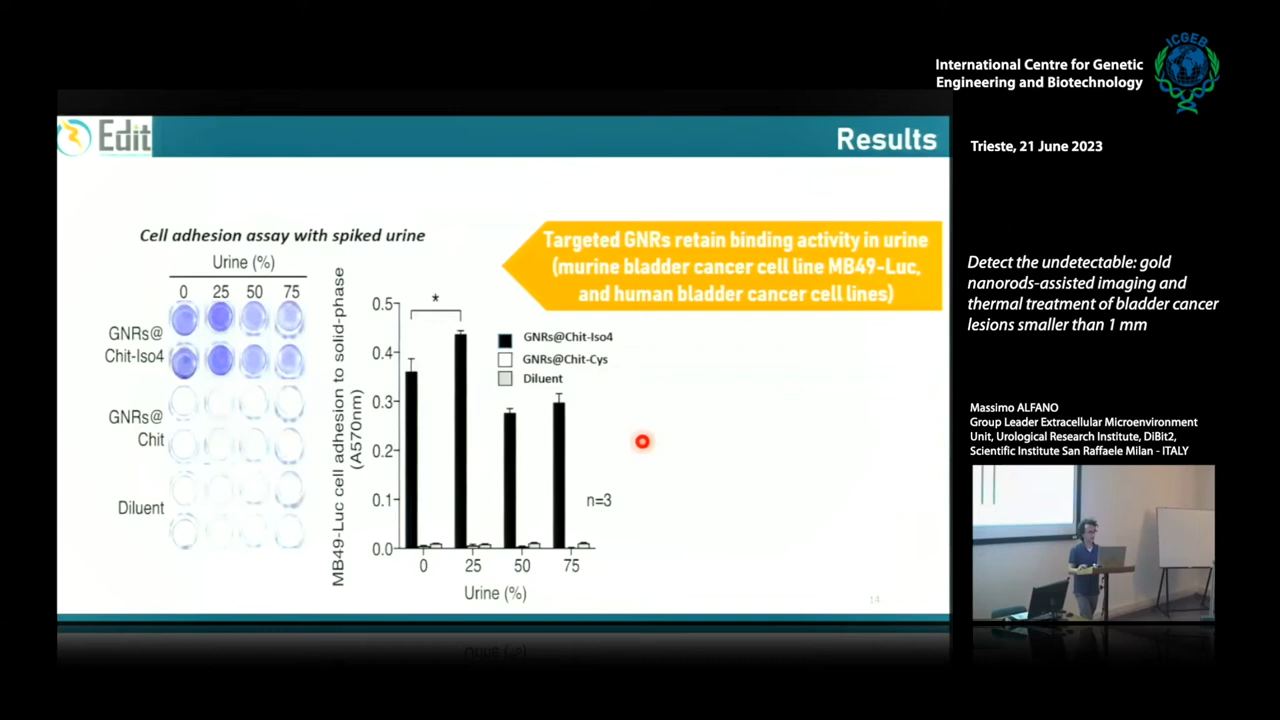 ICGEB
International Centre for Genetic
Engineering and Biotechnology
Trieste, 21 June 2023
Detect the undetectable: gold
nanorods-assisted imaging and
thermal treatment of bladder cancer
lesions smaller than 1 mm
Massimo ALFANO
Group Leader Extracellular Microenvironment
Unit, Urological Research Institute, DiBit2,
Scientific Institute San Raffaele Milan - ITALY
Edit
Results
Targeted GNRs retain binding activity in urine
(murine bladder cancer cell line MB49-Luc,
and human bladder cancer cell lines)
Cell adhesion assay with spiked urine
Urine (%)
0 25 50 75
GNRs@
Chit-Iso4
GNRs@
Chit
Diluent
MB49-Luc cell adhesion to solid-phase
(A570nm)
0.5
0.4
0.3
0.2
0.1
0.0
*
GNRs@Chit-Iso4
GNRs@Chit-Cys
Diluent
n=3
0 25 50 75
Urine (%)
14